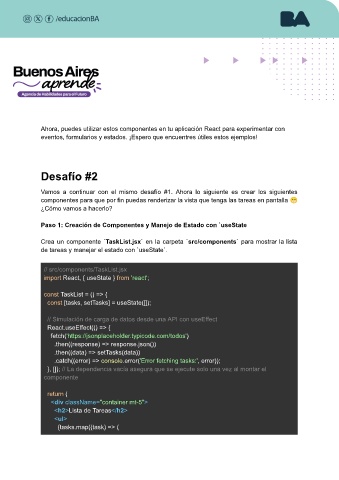 /educacionBA
BA
Buenos Aires
aprende
Agencia de Habilidades para el Futuro
Ahora, puedes utilizar estos componentes en tu aplicación React para experimentar con
eventos, formularios y estados. ¡Espero que encuentres útiles estos ejemplos!
Desafío #2
Vamos a continuar con el mismo desafío #1. Ahora lo siguiente es crear los siguientes
componentes para que por fin puedas renderizar la vista que tenga las tareas en pantalla 😁
¿Cómo vamos a hacerlo?
Paso 1: Creación de Componentes y Manejo de Estado con `useState
Crea un componente `TaskList.jsx` en la carpeta `src/components` para mostrar la lista
de tareas y manejar el estado con `useState`.
// src/components/TaskList.jsx
import React, { useState } from 'react';
const TaskList = () => {
const [tasks, setTasks] = useState([]);
// Simulación de carga de datos desde una API con useEffect
React.useEffect(() => {
fetch('https://jsonplaceholder.typicode.com/todos')
.then((response) => response.json())
.then((data) => setTasks(data))
.catch((error) => console.error('Error fetching tasks:', error));
}, []); // La dependencia vacía asegura que se ejecute solo una vez al montar el
componente
return (
<div className="container mt-5">
<h2>Lista de Tareas</h2>
<ul>
{tasks.map((task) => (